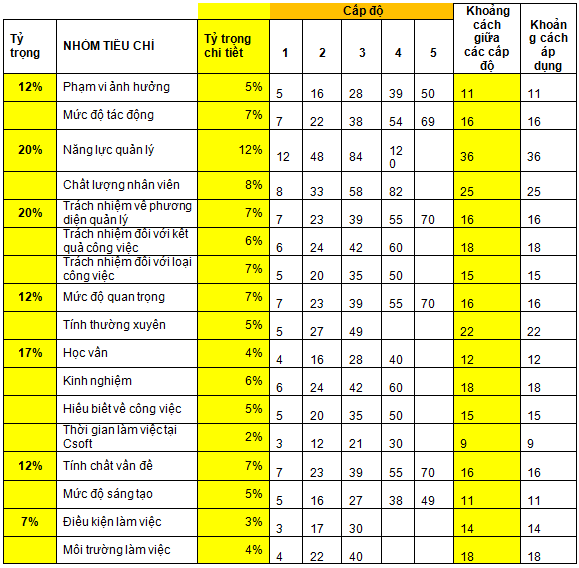 Tỷ trọng NHÓM TIÊU CHÍ Tỷ trọng chi tiết Cấp độ Khoảng cách giữa các cấp độ Khoảng cách áp dụng
1 2 3 4 5
12% Phạm vi ảnh hưởng 5% 5 16 28 39 50 11 11
Mức độ tác động 7% 7 22 38 54 69 16 16
20% Năng lực quản lý 12% 12 48 84 120 36 36
Chất lượng nhân viên 8% 8 33 58 82 25 25
20% Trách nhiệm về phương diện quản lý 7% 7 23 39 55 70 16 16
Trách nhiệm đối với kết quả công việc 6% 6 24 42 60 18 18
Trách nhiệm đối với loại công việc 7% 5 20 35 50 15 15
12% Mức độ quan trọng 7% 7 23 39 55 70 16 16
Tính thường xuyên 5% 5 27 49 22 22
17% Học vấn 4% 4 16 28 40 12 12
Kinh nghiệm 6% 6 24 42 60 18 18
Hiểu biết về công việc 5% 5 20 35 50 15 15
Thời gian làm việc tại Csoft 2% 3 12 21 30 9 9
12% Tính chất vấn đề 7% 7 23 39 55 70 16 16
Mức độ sáng tạo 5% 5 16 27 38 49 11 11
7% Điều kiện làm việc 3% 3 17 30 14 14
Môi trường làm việc 4% 4 22 40 18 18